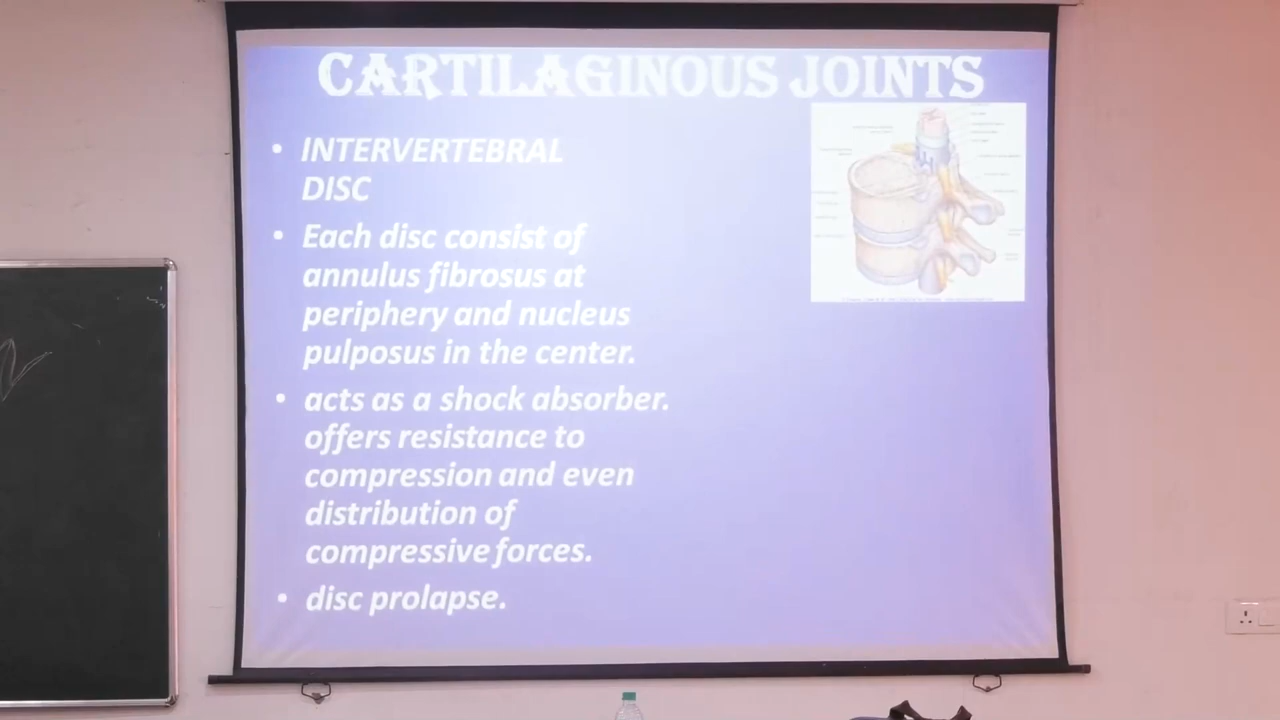 CARTILAGINOUS JOINTS
• INTERVERTEBRAL
DISC
• Each disc consist of
annulus fibrosus at
periphery and nucleus
pulposus in the center.
• acts as a shock absorber.
offers resistance to
compression and even
distribution of
compressive forces.
• disc prolapse.